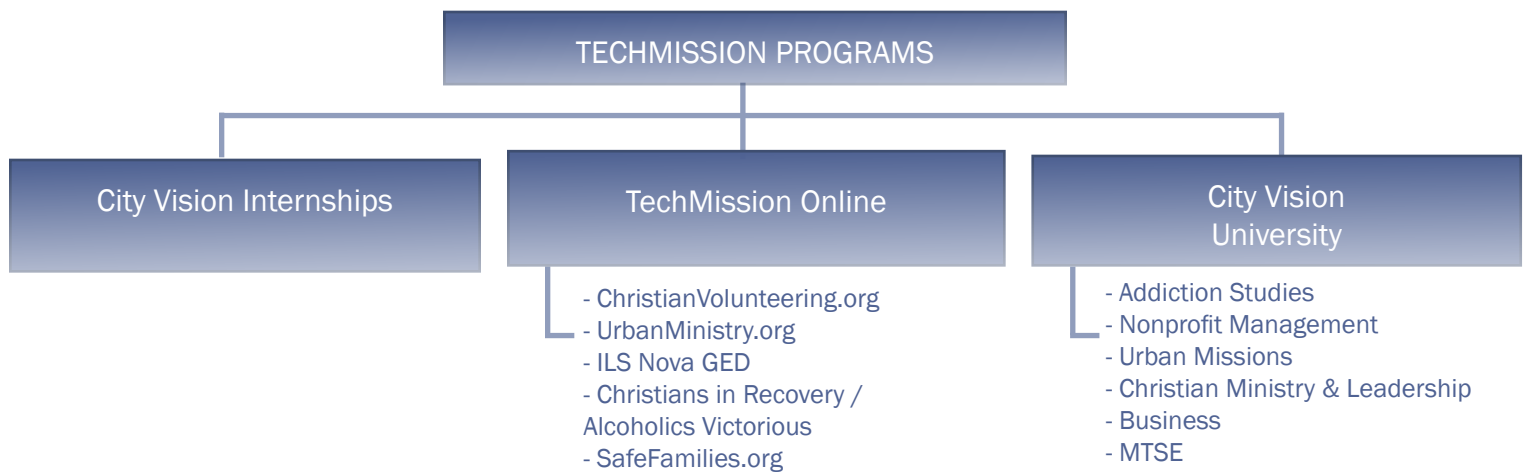 TECHMISSION PROGRAMS
City Vision Internships
TechMission Online
- ChristianVolunteering.org
- UrbanMinistry.org
- ILS Nova GED
- Christians in Recovery /
Alcoholics Victorious
- SafeFamilies.org
City Vision
University
- Addiction Studies
- Nonprofit Management
- Urban Missions
- Christian Ministry & Leadership
- Business
- MTSE